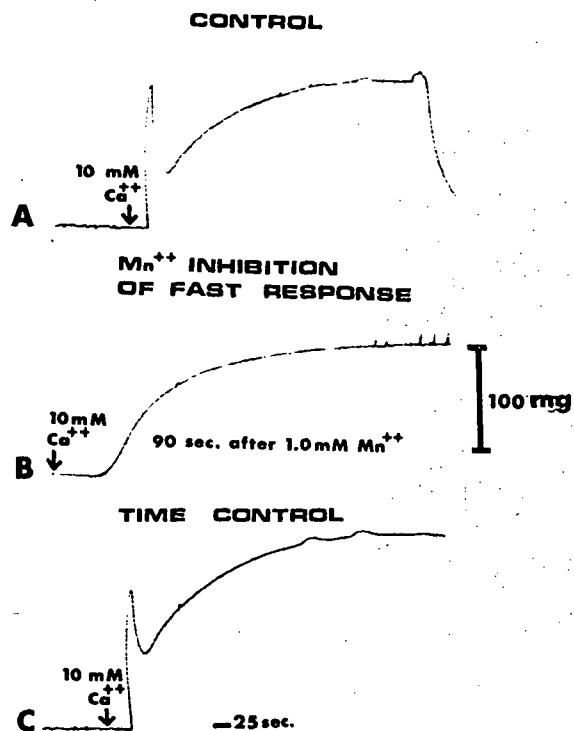 CONTROL
10 mM
Ca++
A
Mn++ INHIBITION
OF FAST RESPONSE
10mM
Ca++
100 mg
90 sec. after 1.0mM Mn++
B
TIME CONTROL
10 mM
Ca++
C
25 sec.